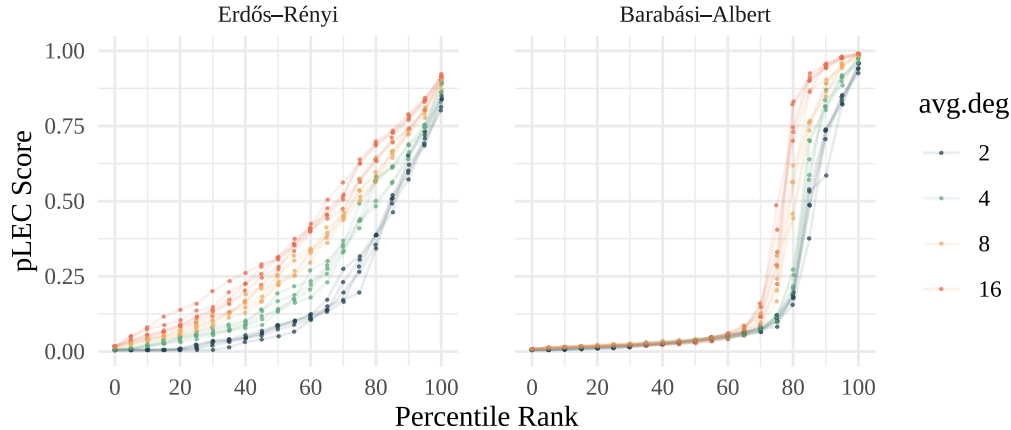 Erdős–Rényi
Barabási–Albert
pLEC Score
1.00
0.75
0.50
0.25
0.00
0 20 40 60 80 100
0 20 40 60 80 100
Percentile Rank
avg.deg
2
4
8
16